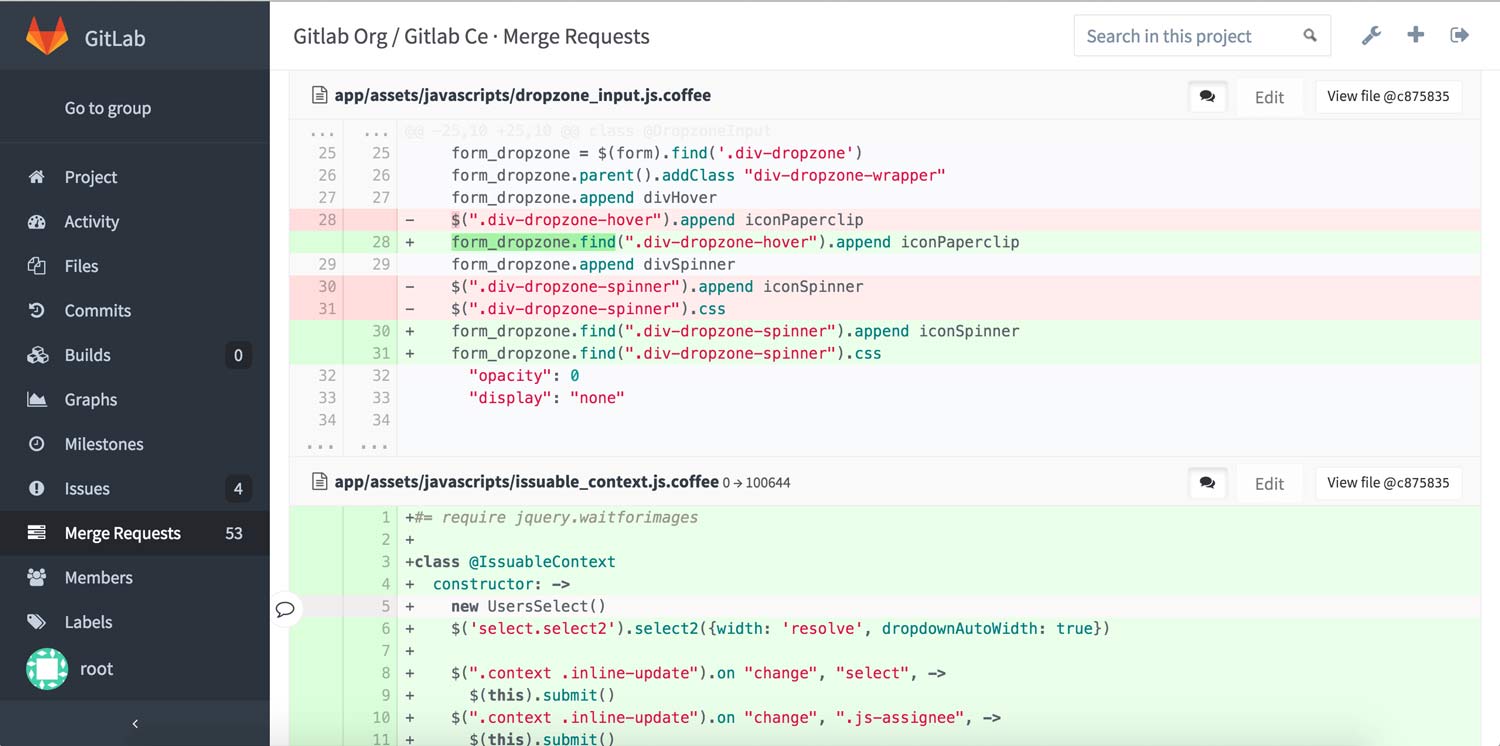 GitLab
Go to group
Project
Activity
Files
Commits
Builds 0
Graphs
Milestones
Issues 4
Merge Requests 53
Members
Labels
root
Gitlab Org / Gitlab Ce · Merge Requests
Search in this project
app/assets/javascripts/dropzone_input.js.coffee
Edit
View file @c875835
... ... @@ -25,10 +25,10 @@ class @DropzoneInput
25 25 form_dropzone = $(form).find('.div-dropzone')
26 26 form_dropzone.parent().addClass "div-dropzone-wrapper"
27 27 form_dropzone.append divHover
28 - $(".div-dropzone-hover").append iconPaperclip
28 + form_dropzone.find(".div-dropzone-hover").append iconPaperclip
29 29 form_dropzone.append divSpinner
30 - $(".div-dropzone-spinner").append iconSpinner
31 - $(".div-dropzone-spinner").css
30 + form_dropzone.find(".div-dropzone-spinner").append iconSpinner
31 + form_dropzone.find(".div-dropzone-spinner").css
32 32 "opacity": 0
33 33 "display": "none"
34 34
... ...
app/assets/javascripts/issuable_context.js.coffee 0 → 100644
Edit
View file @c875835
1 +#= require jquery.waitforimages
2 +
3 +class @IssuableContext
4 + constructor: ->
5 + new UsersSelect()
6 + $('select.select2').select2({width: 'resolve', dropdownAutoWidth: true})
7 +
8 + $(".context .inline-update").on "change", "select", ->
9 + $(this).submit()
10 + $(".context .inline-update").on "change", ".js-assignee", ->
11 + $(this).submit()